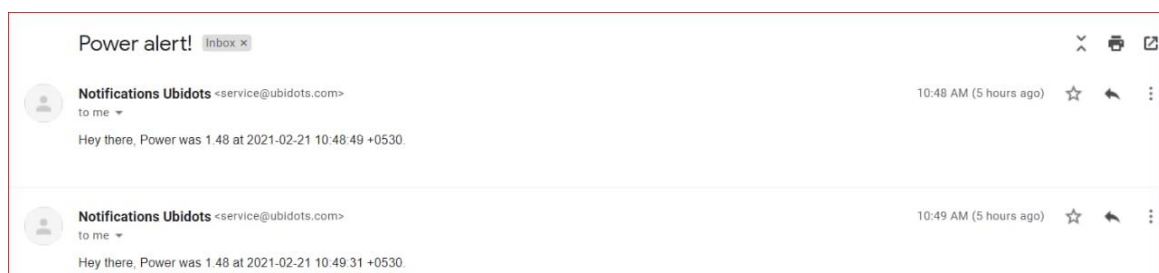 Power alert! Inbox ×
Notifications Ubidots <service@ubidots.com> 10:48 AM (5 hours ago)
to me
Hey there, Power was 1.48 at 2021-02-21 10:48:49 +0530.
Notifications Ubidots <service@ubidots.com> 10:49 AM (5 hours ago)
to me
Hey there, Power was 1.48 at 2021-02-21 10:49:31 +0530.